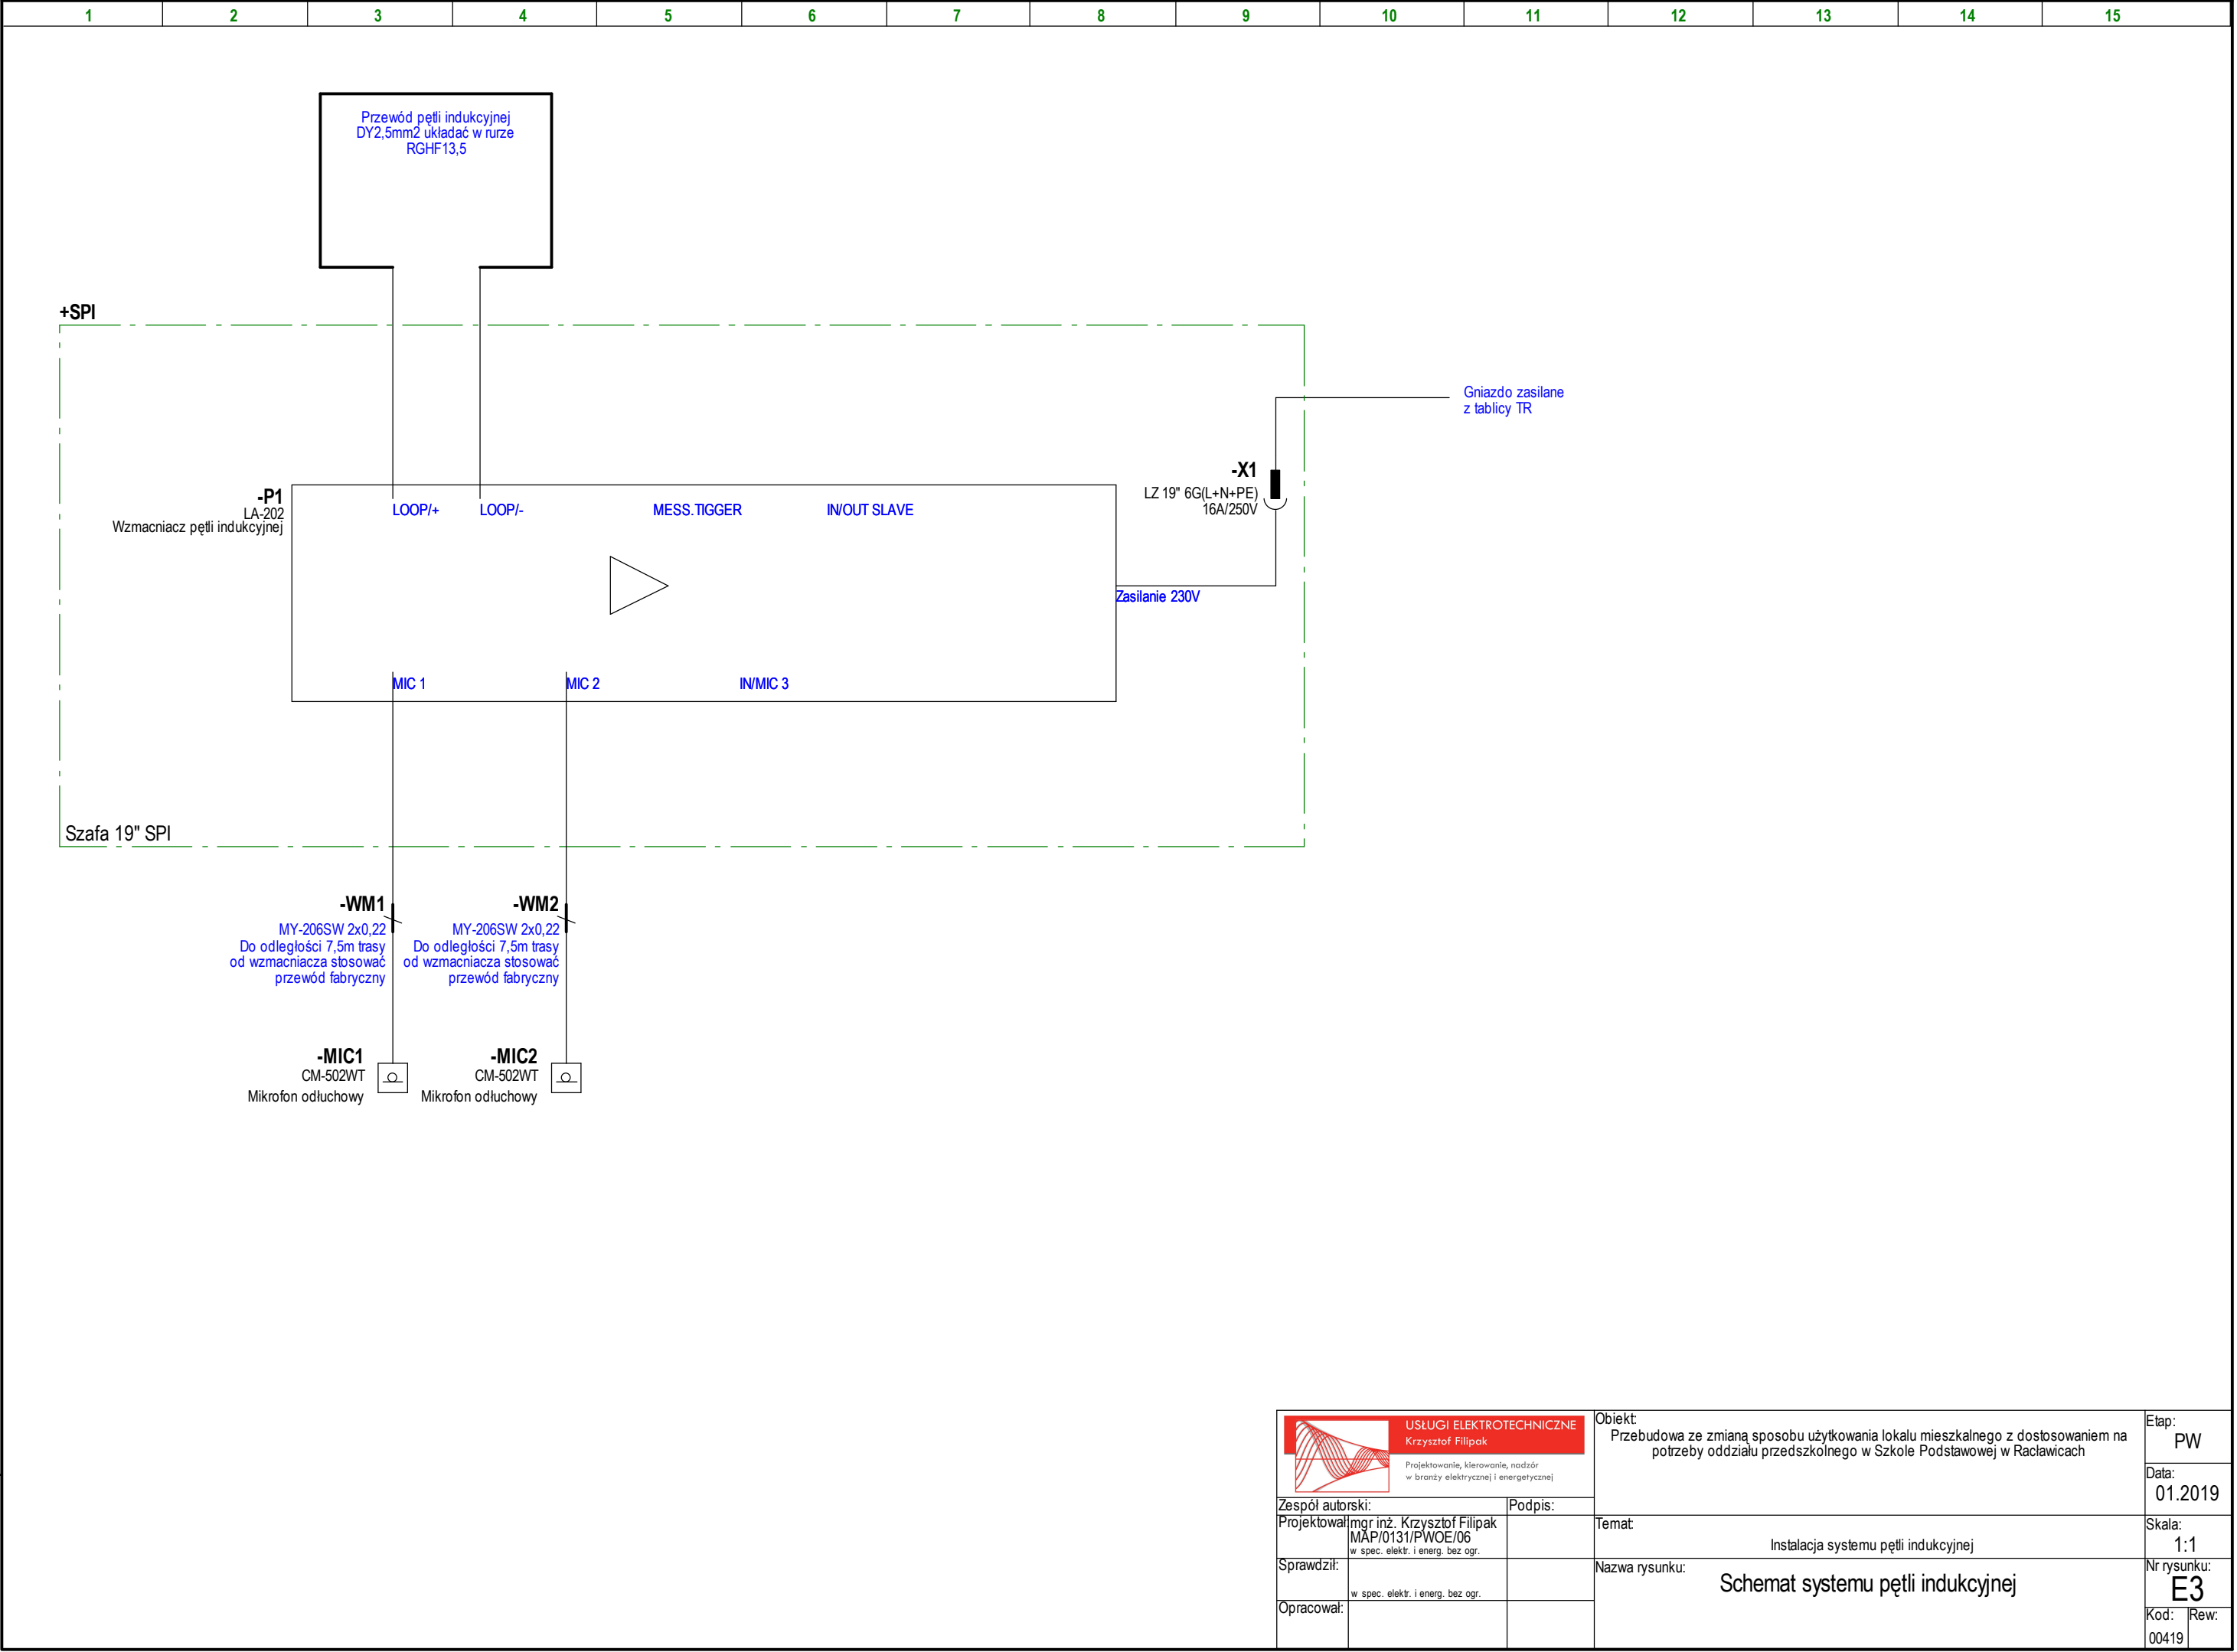 1 2 3 4 5 6 7 8 9 10 11 12 13 14 15
Przewód pętli indukcyjnej
DY2,5mm2 układać w rurze
RGHF13,5
+SPI
Gniazdo zasilane
z tablicy TR
-X1
LZ 19" 6G(L+N+PE)
16A/250V
-P1
LA-202
Wzmacniacz pętli indukcyjnej
LOOP/+ LOOP/- MESS.TIGGER IN/OUT SLAVE
Zasilanie 230V
MIC 1 MIC 2 IN/MIC 3
Szafa 19" SPI
-WM1
MY-206SW 2x0,22
Do odległości 7,5m trasy
od wzmacniacza stosować
przewód fabryczny
-WM2
MY-206SW 2x0,22
Do odległości 7,5m trasy
od wzmacniacza stosować
przewód fabryczny
-MIC1
CM-502WT
Mikrofon odłuchowy
-MIC2
CM-502WT
Mikrofon odłuchowy
USŁUGI ELEKTROTECHNICZNE
Krzysztof Filipak
Projektowanie, kierowanie, nadzór
w branży elektrycznej i energetycznej
Obiekt:
Przebudowa ze zmianą sposobu użytkowania lokalu mieszkalnego z dostosowaniem na
potrzeby oddziału przedszkolnego w Szkole Podstawowej w Racławicach
Etap:
PW
Data:
01.2019
Zespół autorski: Podpis:
Projektował: mgr inż. Krzysztof Filipak
MAP/0131/PWOE/06
w spec. elektr. i energ. bez ogr.
Temat:
Instalacja systemu pętli indukcyjnej
Skala:
1:1
Sprawdził:
w spec. elektr. i energ. bez ogr.
Nazwa rysunku:
Schemat systemu pętli indukcyjnej
Nr rysunku:
E3
Opracował:
Kod: Rew:
00419